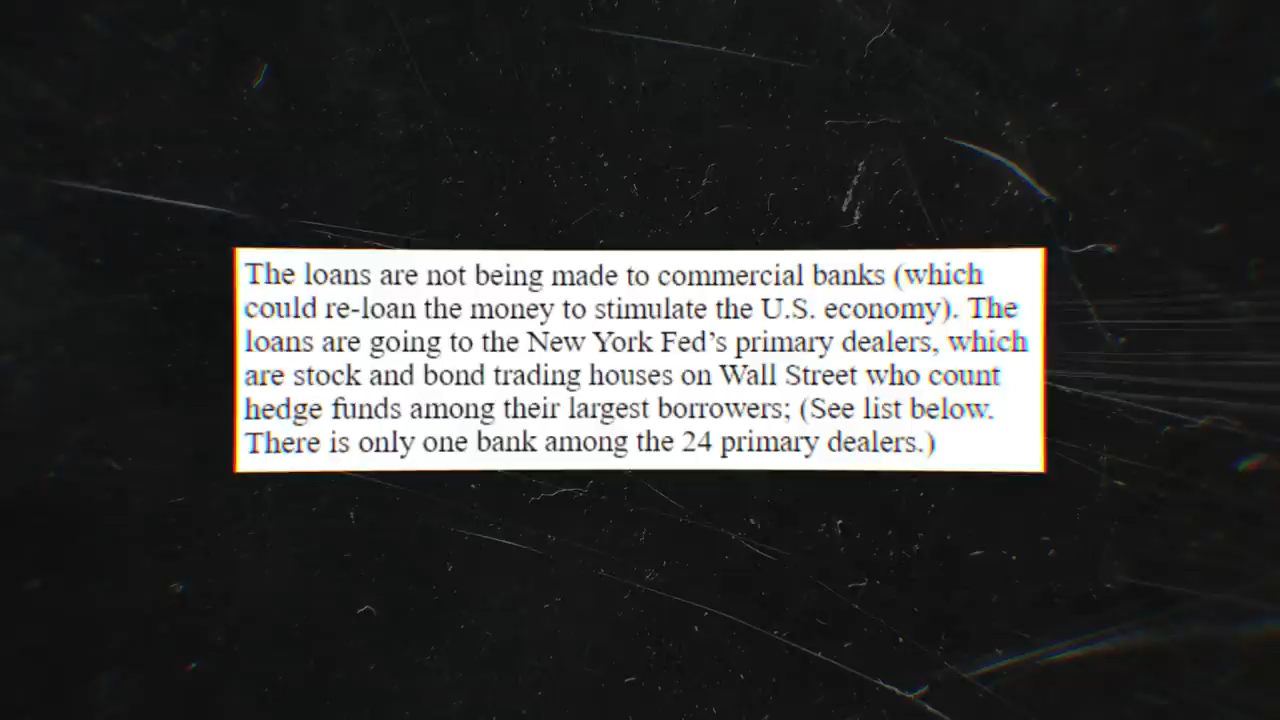 The loans are not being made to commercial banks (which
could re-loan the money to stimulate the U.S. economy). The
loans are going to the New York Fed’s primary dealers, which
are stock and bond trading houses on Wall Street who count
hedge funds among their largest borrowers; (See list below.
There is only one bank among the 24 primary dealers.)